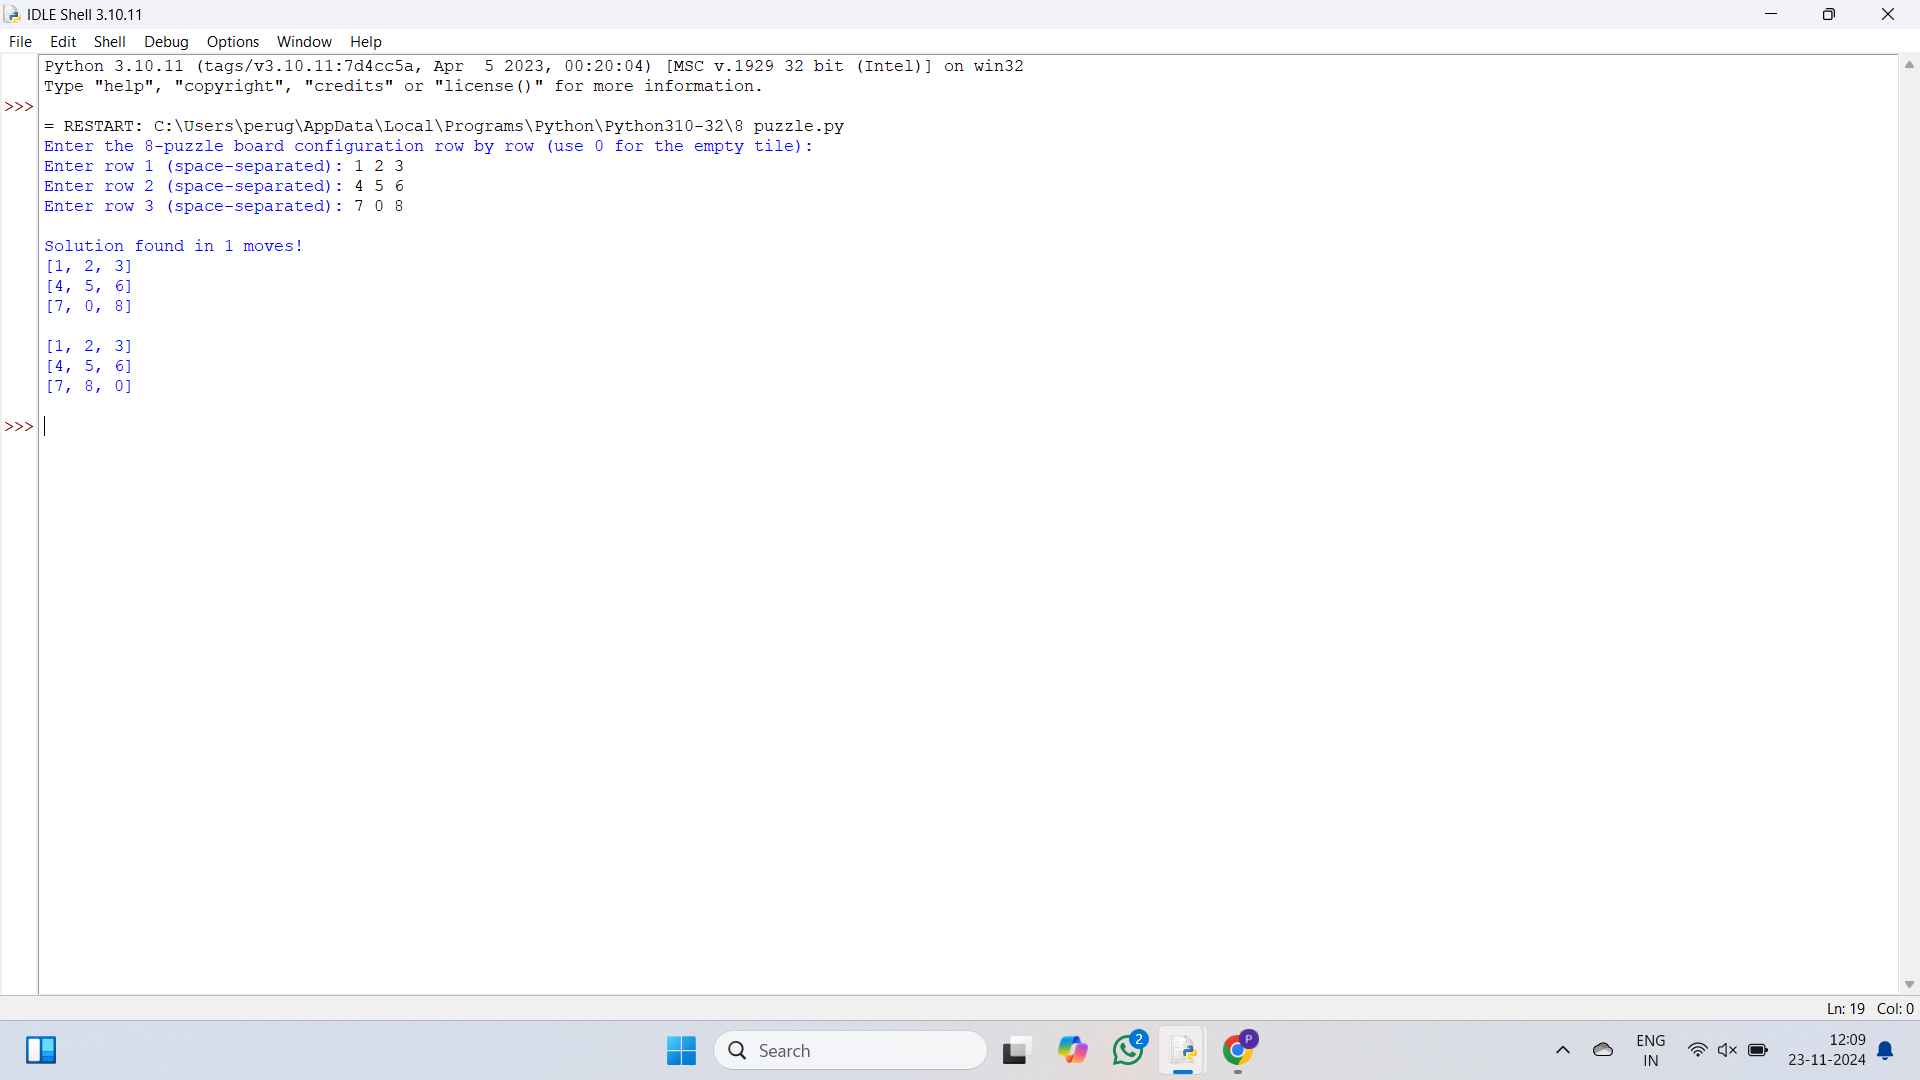 IDLE Shell 3.10.11
File Edit Shell Debug Options Window Help
Python 3.10.11 (tags/v3.10.11:7d4cc5a, Apr  5 2023, 00:20:04) [MSC v.1929 32 bit (Intel)] on win32
Type "help", "copyright", "credits" or "license()" for more information.
>>>
= RESTART: C:\Users\perug\AppData\Local\Programs\Python\Python310-32\8 puzzle.py
Enter the 8-puzzle board configuration row by row (use 0 for the empty tile):
Enter row 1 (space-separated): 1 2 3
Enter row 2 (space-separated): 4 5 6
Enter row 3 (space-separated): 7 0 8
Solution found in 1 moves!
[1, 2, 3]
[4, 5, 6]
[7, 0, 8]
[1, 2, 3]
[4, 5, 6]
[7, 8, 0]
>>>
Ln: 19 Col: 0
Search
2
P
ENG
IN
12:09
23-11-2024